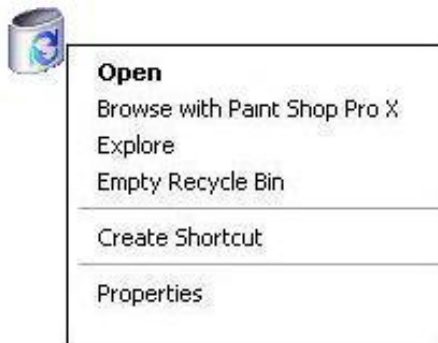 Open
Browse with Paint Shop Pro X
Explore
Empty Recycle Bin
Create Shortcut
Properties